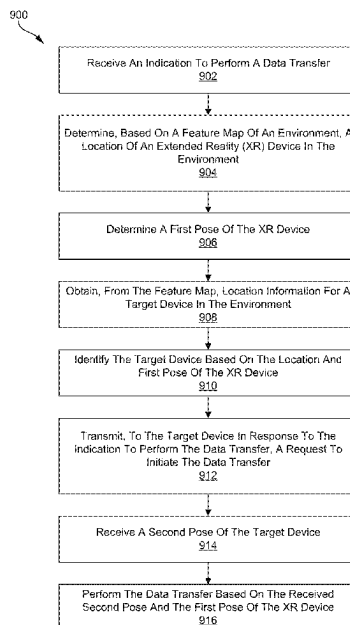 900
Receive An Indication To Perform A Data Transfer
902
Determine, Based On A Feature Map Of An Environment, A
Location Of An Extended Reality (XR) Device In The
Environment
904
Determine A First Pose Of The XR Device
906
Obtain, From The Feature Map, Location Information For A
Target Device In The Environment
908
Identify The Target Device Based On The Location And
First Pose Of The XR Device
910
Transmit, To The Target Device In Response To The
Indication To Perform The Data Transfer, A Request To
Initiate The Data Transfer
912
Receive A Second Pose Of The Target Device
914
Perform The Data Transfer Based On The Received
Second Pose And The First Pose Of The XR Device
916